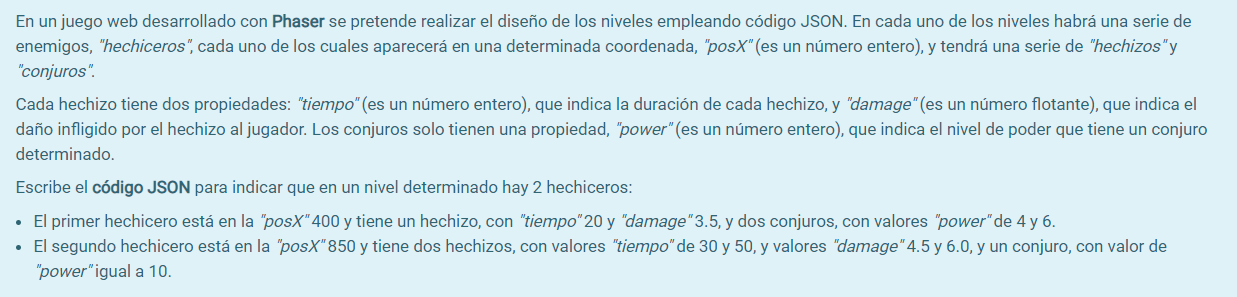 En un juego web desarrollado con Phaser se pretende realizar el diseño de los niveles empleando código JSON. En cada uno de los niveles habrá una serie de
enemigos, "hechiceros", cada uno de los cuales aparecerá en una determinada coordenada, "posX" (es un número entero), y tendrá una serie de "hechizos" y
"conjuros".
Cada hechizo tiene dos propiedades: "tiempo" (es un número entero), que indica la duración de cada hechizo, y "damage" (es un número flotante), que indica el
daño infligido por el hechizo al jugador. Los conjuros solo tienen una propiedad, "power" (es un número entero), que indica el nivel de poder que tiene un conjuro
determinado.
Escribe el código JSON para indicar que en un nivel determinado hay 2 hechiceros:
• El primer hechicero está en la "posX" 400 y tiene un hechizo, con "tiempo" 20 y "damage" 3.5, y dos conjuros, con valores "power" de 4 y 6.
• El segundo hechicero está en la "posX" 850 y tiene dos hechizos, con valores "tiempo" de 30 y 50, y valores "damage" 4.5 y 6.0, y un conjuro, con valor de
"power" igual a 10.